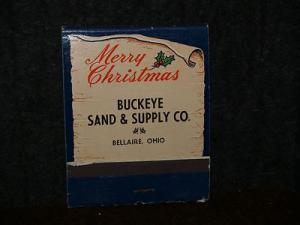 Merry
Christmas
BUCKEYE
SAND & SUPPLY CO.
BELLAIRE, OHIO